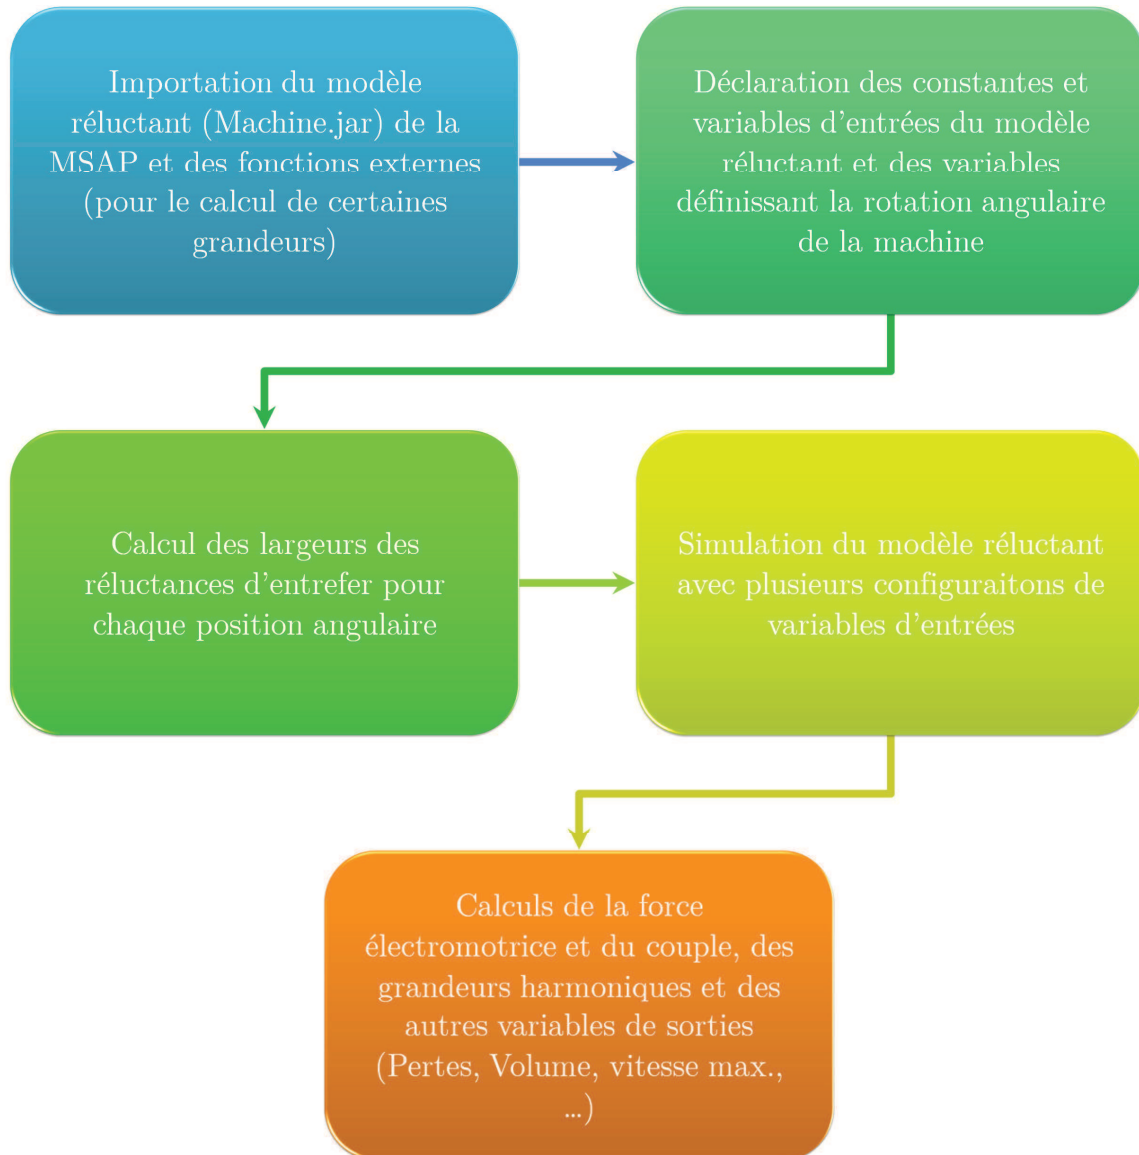 Importation du modèle
réluctant (Machine.jar) de la
MSAP et des fonctions externes
(pour le calcul de certaines
grandeurs)
Déclaration des constantes et
variables d'entrées du modèle
réluctant et des variables
définissant la rotation angulaire
de la machine
Calcul des largeurs des
réluctances d'entrefer pour
chaque position angulaire
Simulation du modèle réluctant
avec plusieurs configuraitons de
variables d'entrées
Calculs de la force
électromotrice et du couple, des
grandeurs harmoniques et des
autres variables de sorties
(Pertes, Volume, vitesse max.,
...)